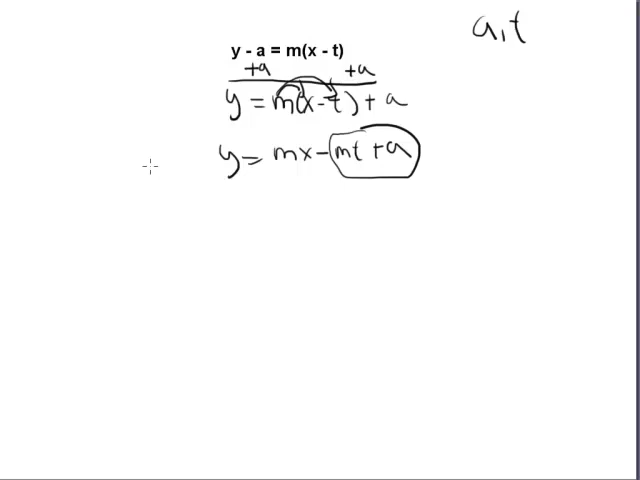 a, t
y - a = m(x - t)
+a +a
y = m(x - t) + a
y = mx - mt + a